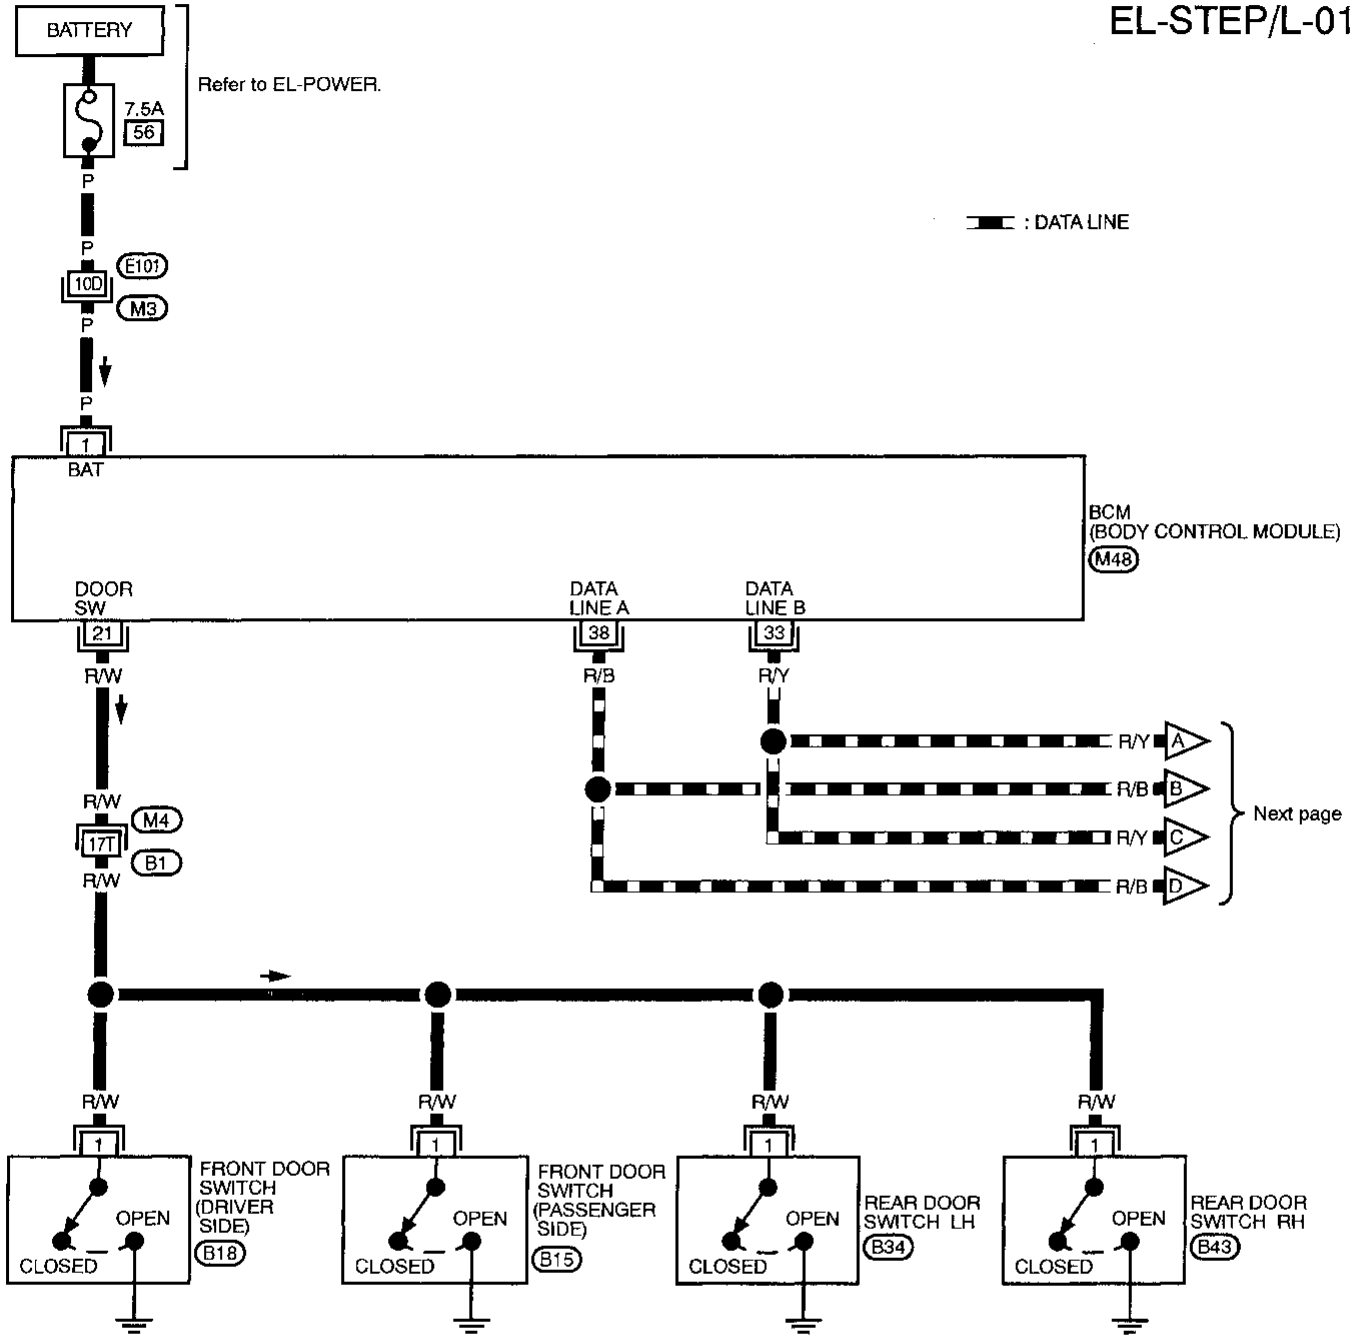 EL-STEP/L-01
BATTERY
Refer to EL-POWER.
7.5A
56
P
: DATA LINE
P
E101
10D
M3
P
P
1
BAT
BCM
(BODY CONTROL MODULE)
M48
DOOR
SW
DATA
LINE A
DATA
LINE B
21
38
33
R/W
R/B
R/Y
R/Y
A
R/B
B
R/Y
C
R/B
D
Next page
R/W
M4
17T
B1
R/W
R/W
R/W
R/W
R/W
1
1
1
1
FRONT DOOR
SWITCH
(DRIVER
SIDE)
B18
OPEN
CLOSED
FRONT DOOR
SWITCH
(PASSENGER
SIDE)
B15
OPEN
CLOSED
REAR DOOR
SWITCH LH
B34
OPEN
CLOSED
REAR DOOR
SWITCH RH
B43
OPEN
CLOSED